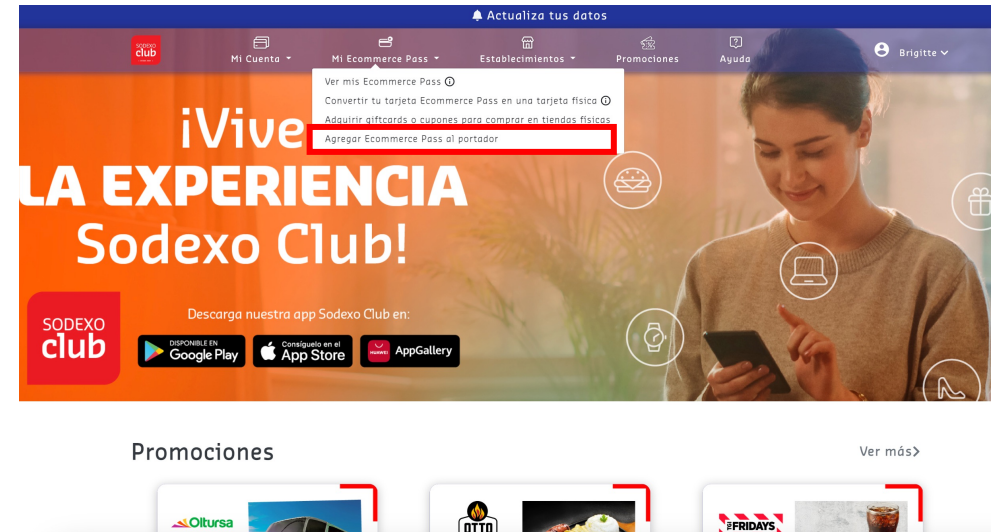 Actualiza tus datos
SODEXO
club
Mi Cuenta
Mi Ecommerce Pass
Establecimientos
Promociones
Ayuda
Brigitte
Ver mis Ecommerce Pass
Convertir tu tarjeta Ecommerce Pass en una tarjeta física
Adquirir giftcards o cupones para comprar en tiendas físicas
Agregar Ecommerce Pass al portador
¡Vive
LA EXPERIENCIA
Sodexo Club!
SODEXO
club
Descarga nuestra app Sodexo Club en:
DISPONIBLE EN
Google Play
Consíguelo en el
App Store
HUAWEI
AppGallery
Promociones
Ver más
Oltursa
OTTO
FRIDAYS